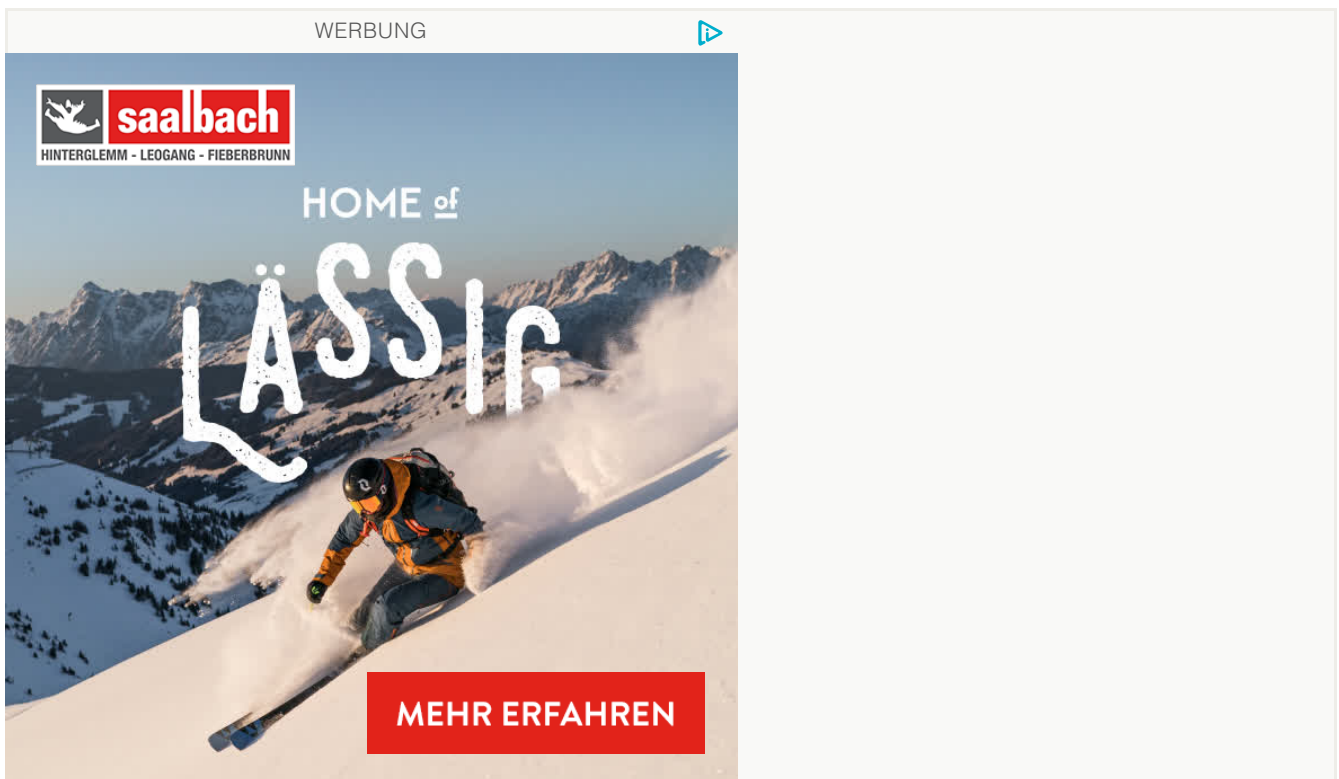 WERBUNG
saalbach
HINTERGLEMM - LEOGANG - FIEBERBRUNN
HOME of
LÄSSIG
MEHR ERFAHREN